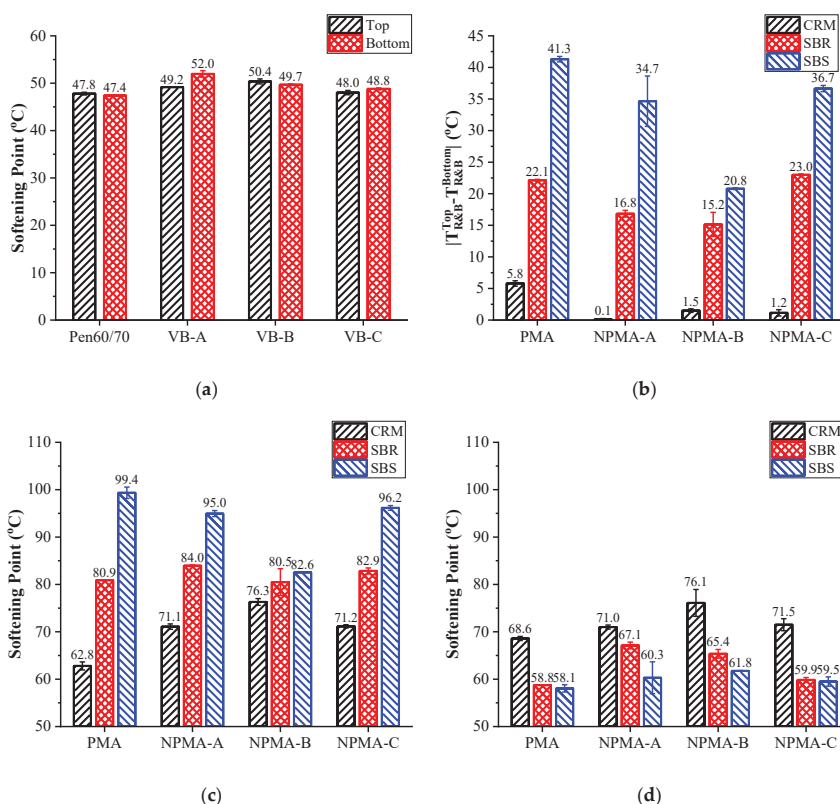 Top
Bottom
60
50
40
30
20
10
0
Softening Point (ºC)
47.8 47.4
49.2 52.0
50.4 49.7
48.0 48.8
Pen60/70 VB-A VB-B VB-C
(a)
CRM
SBR
SBS
45
40
35
30
25
20
15
10
5
0
|T^Top_R&B-T^Bottom_R&B| (ºC)
5.8 22.1 41.3
0.1 16.8 34.7
1.5 15.2 20.8
1.2 23.0 36.7
PMA NPMA-A NPMA-B NPMA-C
(b)
CRM
SBR
SBS
110
100
90
80
70
60
50
Softening Point (ºC)
62.8 80.9 99.4
71.1 84.0 95.0
76.3 80.5 82.6
71.2 82.9 96.2
PMA NPMA-A NPMA-B NPMA-C
(c)
CRM
SBR
SBS
110
100
90
80
70
60
50
Softening Point (ºC)
68.6 58.8 58.1
71.0 67.1 60.3
76.1 65.4 61.8
71.5 59.9 59.5
PMA NPMA-A NPMA-B NPMA-C
(d)